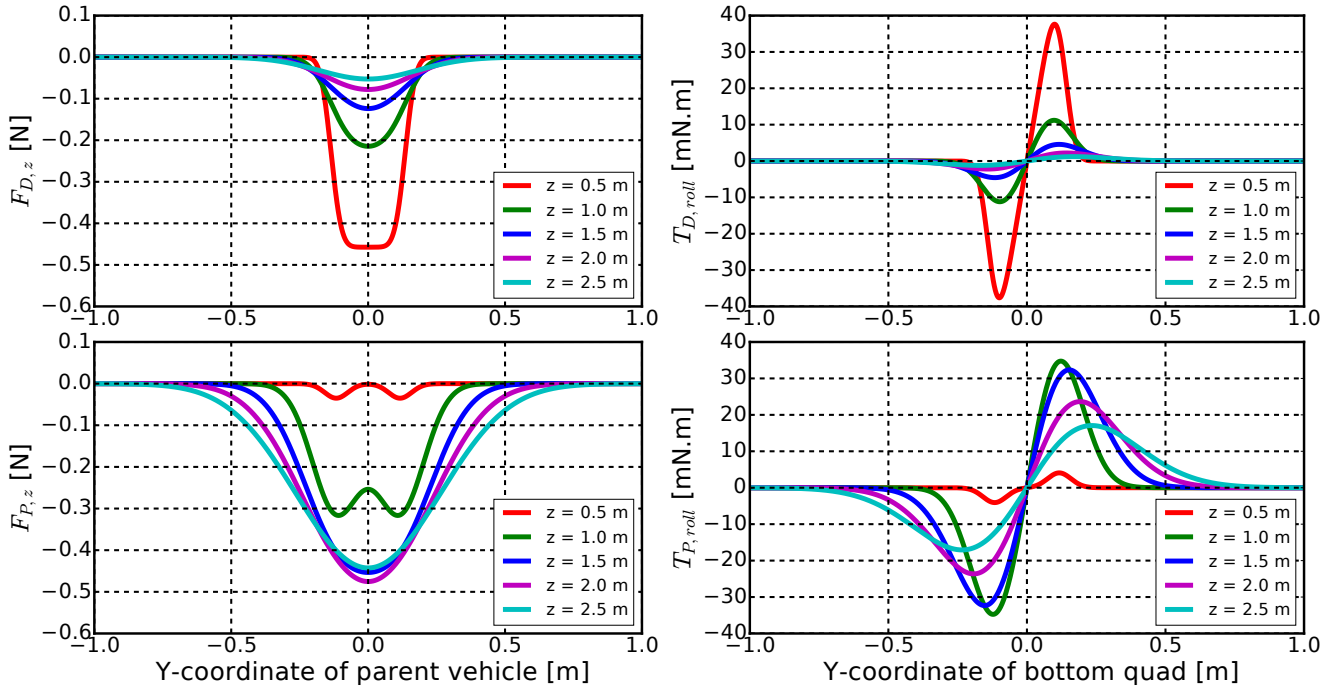 0.1
0.0
−0.1
−0.2
−0.3
−0.4
−0.5
−0.6
F_{D,z} [N]
−1.0 −0.5 0.0 0.5 1.0
z = 0.5 m
z = 1.0 m
z = 1.5 m
z = 2.0 m
z = 2.5 m
40
30
20
10
0
−10
−20
−30
−40
T_{D,roll} [mN.m]
−1.0 −0.5 0.0 0.5 1.0
z = 0.5 m
z = 1.0 m
z = 1.5 m
z = 2.0 m
z = 2.5 m
0.1
0.0
−0.1
−0.2
−0.3
−0.4
−0.5
−0.6
F_{P,z} [N]
−1.0 −0.5 0.0 0.5 1.0
Y-coordinate of parent vehicle [m]
z = 0.5 m
z = 1.0 m
z = 1.5 m
z = 2.0 m
z = 2.5 m
40
30
20
10
0
−10
−20
−30
−40
T_{P,roll} [mN.m]
−1.0 −0.5 0.0 0.5 1.0
Y-coordinate of bottom quad [m]
z = 0.5 m
z = 1.0 m
z = 1.5 m
z = 2.0 m
z = 2.5 m